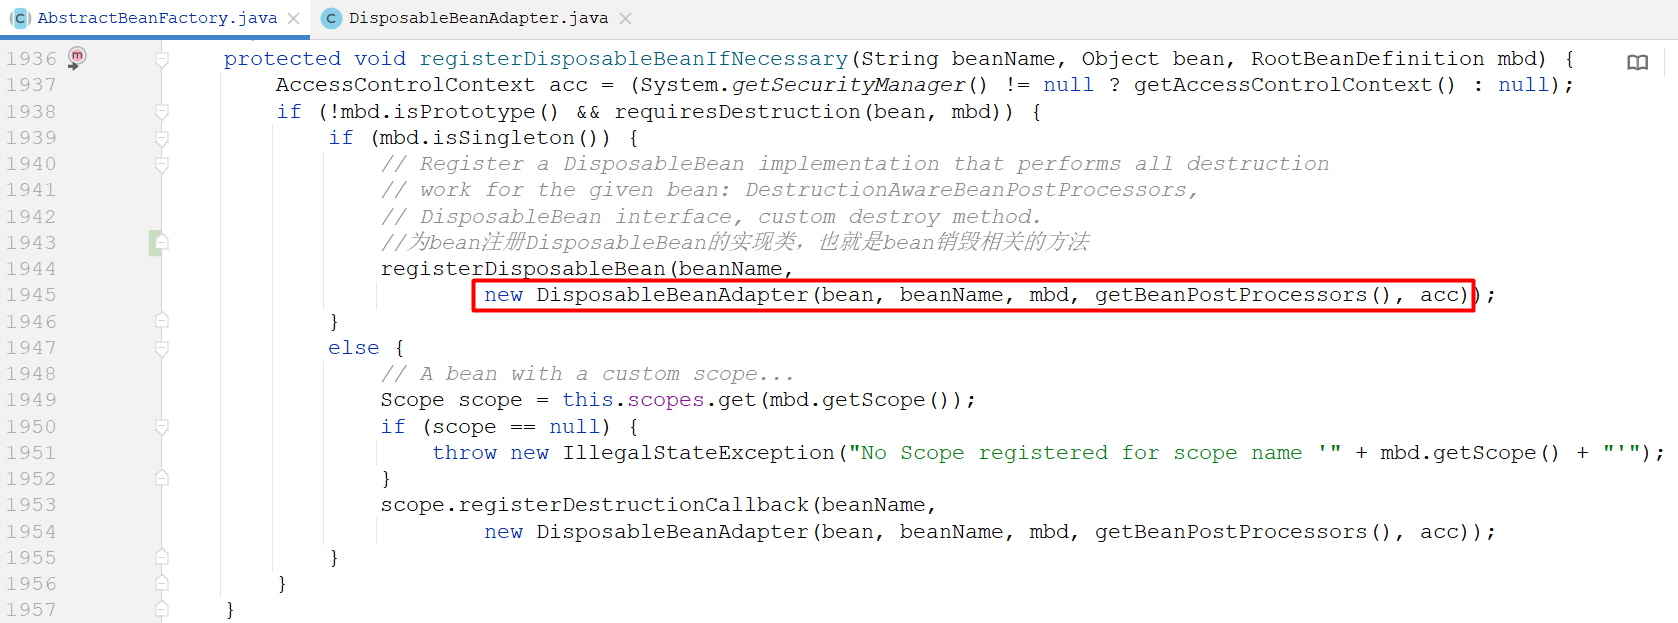 AbstractBeanFactory.java DisposableBeanAdapter.java
1936 protected void registerDisposableBeanIfNecessary(String beanName, Object bean, RootBeanDefinition mbd) {
1937 AccessControlContext acc = (System.getSecurityManager() != null ? getAccessControlContext() : null);
1938 if (!mbd.isPrototype() && requiresDestruction(bean, mbd)) {
1939 if (mbd.isSingleton()) {
1940 // Register a DisposableBean implementation that performs all destruction
1941 // work for the given bean: DestructionAwareBeanPostProcessors,
1942 // DisposableBean interface, custom destroy method.
1943 //为bean注册DisposableBean的实现类，也就是bean销毁相关的方法
1944 registerDisposableBean(beanName,
1945 new DisposableBeanAdapter(bean, beanName, mbd, getBeanPostProcessors(), acc));
1946 }
1947 else {
1948 // A bean with a custom scope...
1949 Scope scope = this.scopes.get(mbd.getScope());
1950 if (scope == null) {
1951 throw new IllegalStateException("No Scope registered for scope name '" + mbd.getScope() + "'");
1952 }
1953 scope.registerDestructionCallback(beanName,
1954 new DisposableBeanAdapter(bean, beanName, mbd, getBeanPostProcessors(), acc));
1955 }
1956 }
1957 }